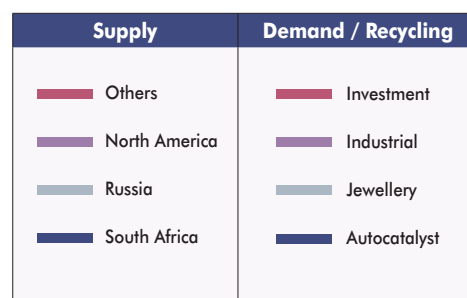 Supply
Others
North America
Russia
South Africa
Demand / Recycling
Investment
Industrial
Jewellery
Autocatalyst